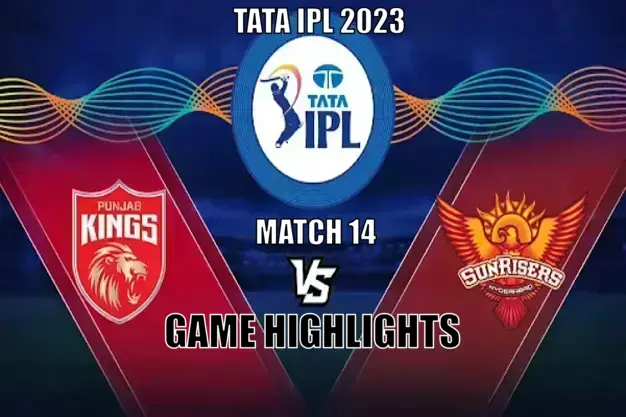 TATA IPL 2023
TATA
IPL
PUNJAB
KINGS
MATCH 14
VS
SUNRISERS
HYDERABAD
GAME HIGHLIGHTS